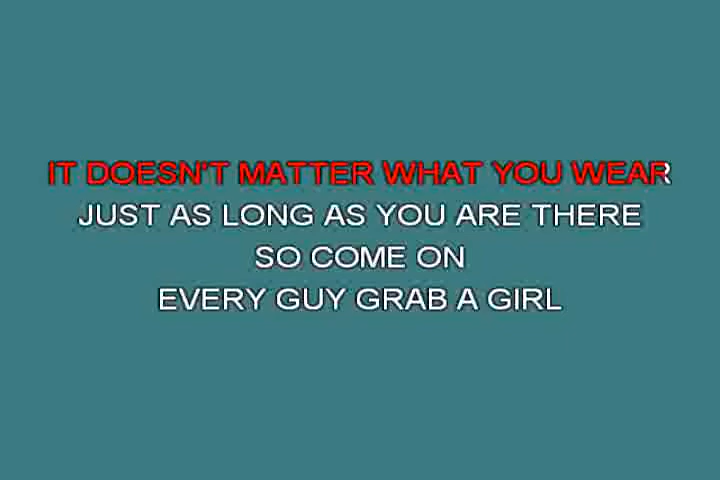 IT DOESN'T MATTER WHAT YOU WEAR
JUST AS LONG AS YOU ARE THERE
SO COME ON
EVERY GUY GRAB A GIRL